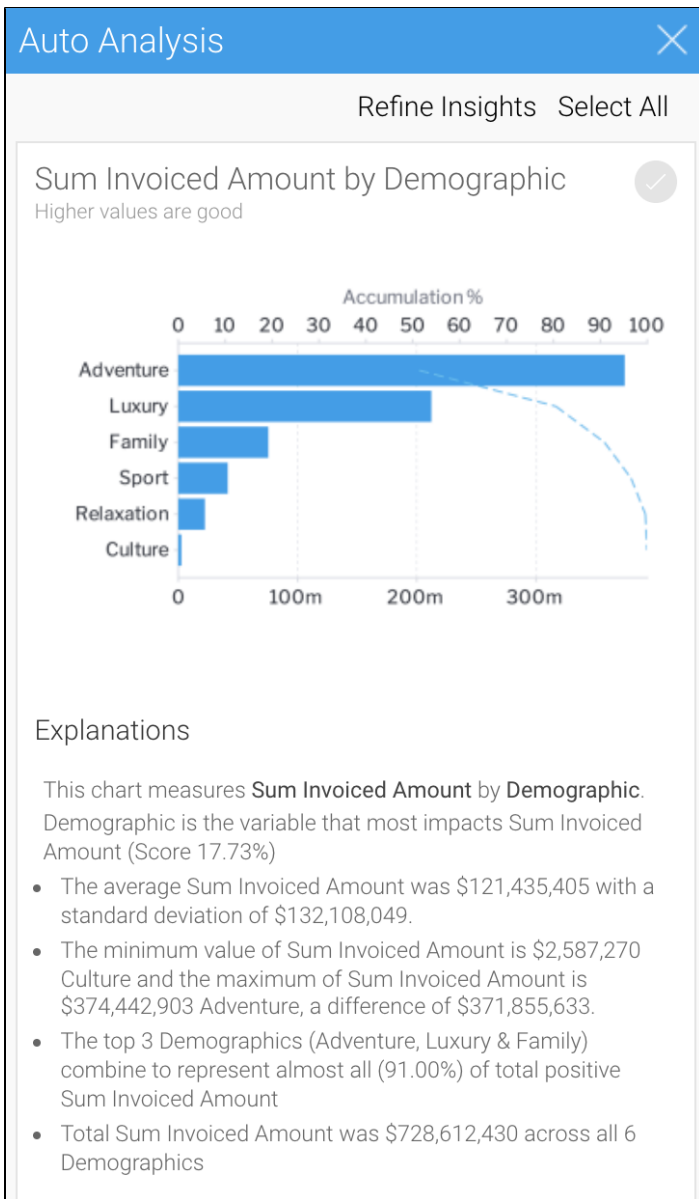 Auto Analysis
Refine Insights Select All
Sum Invoiced Amount by Demographic
Higher values are good
Accumulation %
0 10 20 30 40 50 60 70 80 90 100
Adventure
Luxury
Family
Sport
Relaxation
Culture
0 100m 200m 300m
Explanations
This chart measures Sum Invoiced Amount by Demographic.
Demographic is the variable that most impacts Sum Invoiced
Amount (Score 17.73%)
• The average Sum Invoiced Amount was $121,435,405 with a
standard deviation of $132,108,049.
• The minimum value of Sum Invoiced Amount is $2,587,270
Culture and the maximum of Sum Invoiced Amount is
$374,442,903 Adventure, a difference of $371,855,633.
• The top 3 Demographics (Adventure, Luxury & Family)
combine to represent almost all (91.00%) of total positive
Sum Invoiced Amount
• Total Sum Invoiced Amount was $728,612,430 across all 6
Demographics